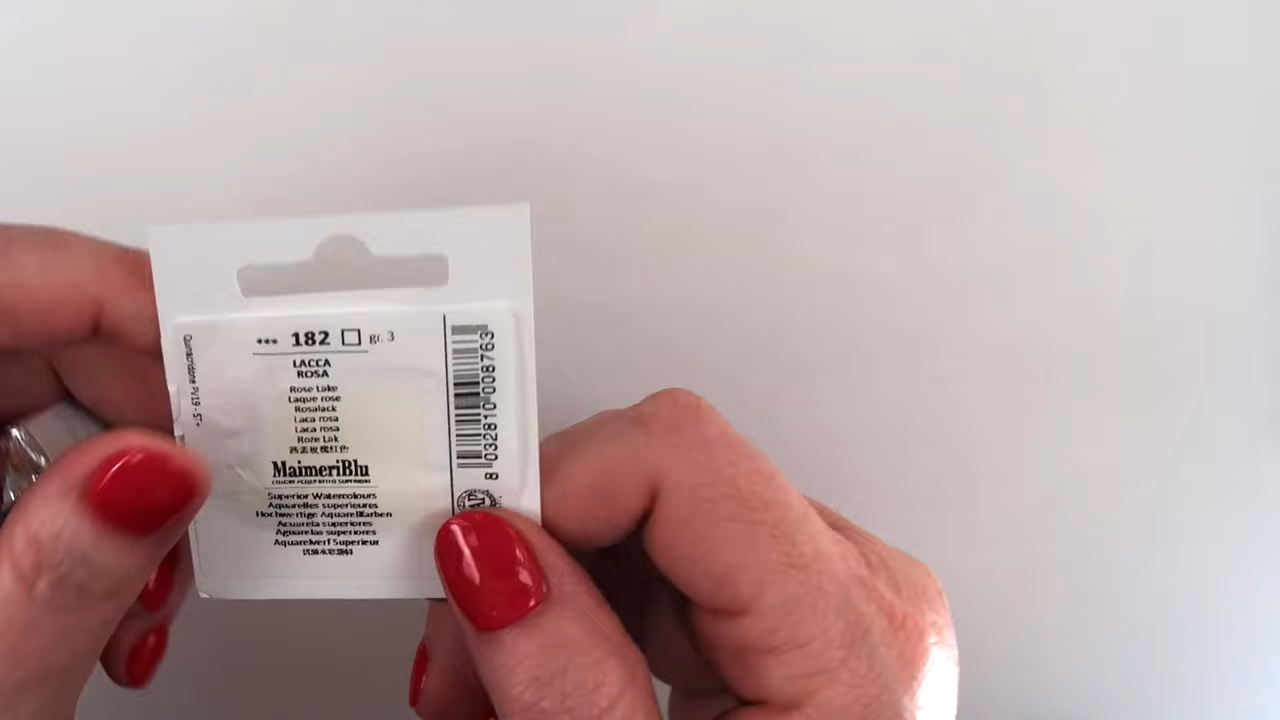 *** 182 gr. 3
LACCA
ROSA
Rose Lake
Laque rose
Rosalack
Laca rosa
Laca rosa
Roze Lak
MaimeriBlu
Superior Watercolours
Aquarelles superieures
Hochwertige Aquarellfarben
Acuarela superiores
Aguarelas superiores
Aquarelverf Superieur
8 032810 008763